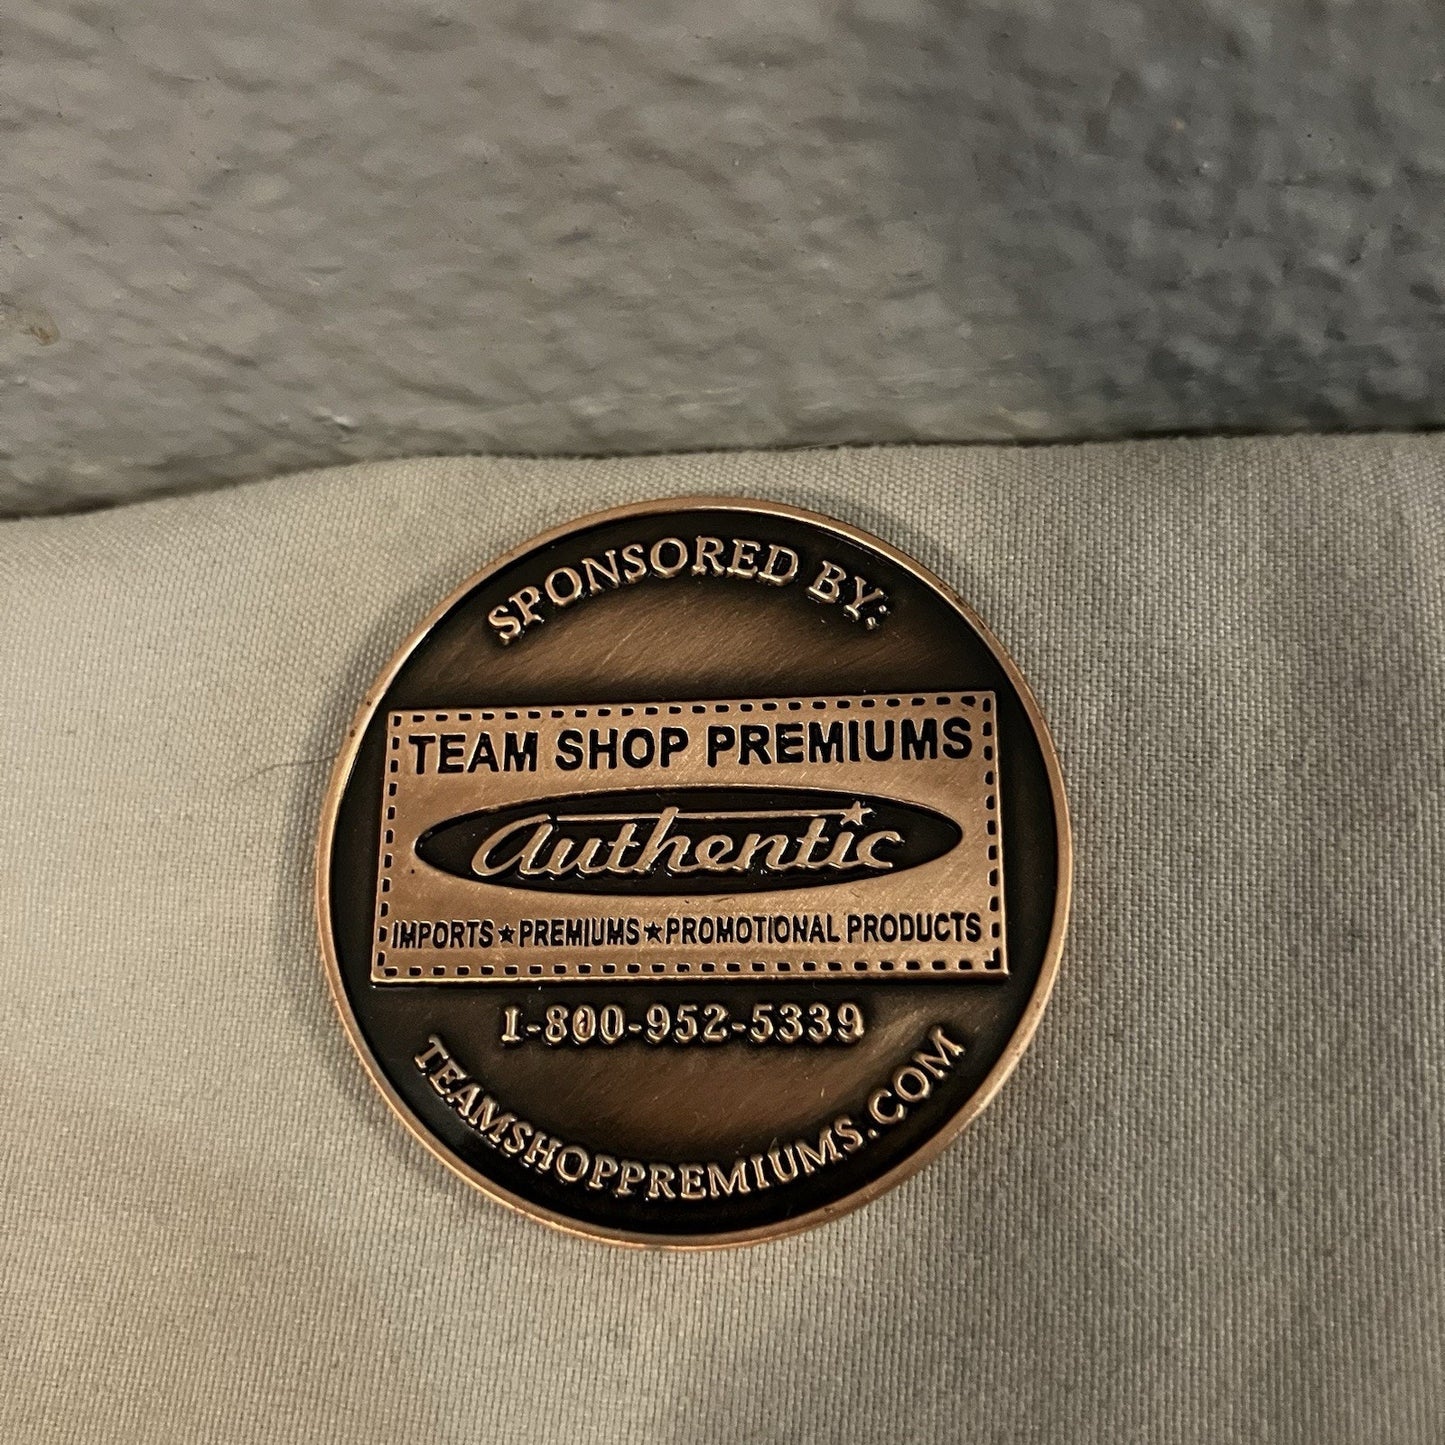 SPONSORED BY:
TEAM SHOP PREMIUMS
Authentic
IMPORTS★PREMIUMS★PROMOTIONAL PRODUCTS
1-800-952-5339
TEAMSHOPPREMIUMS.COM